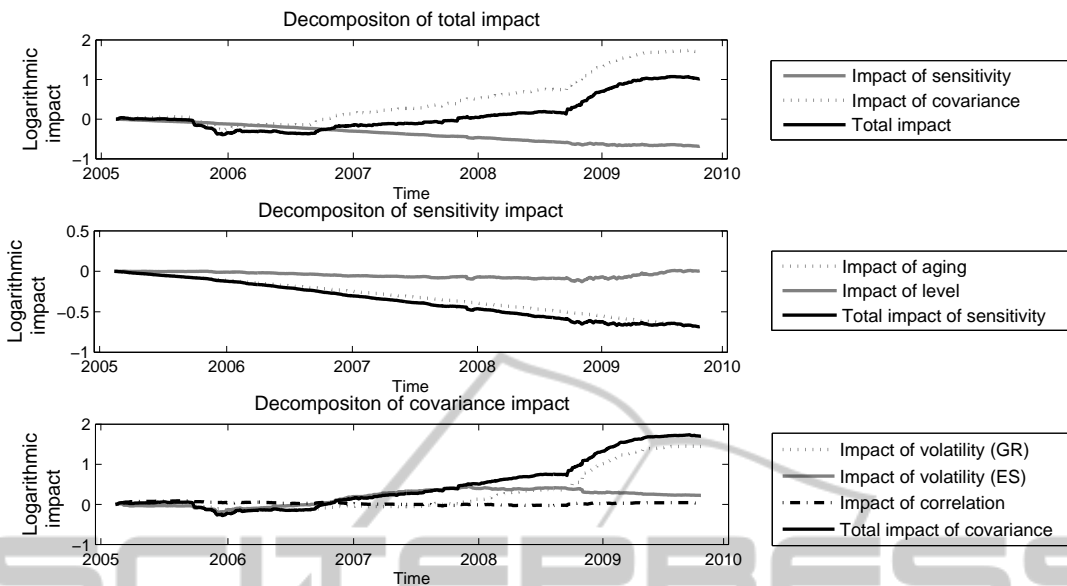 Decompositon of total impact
Logarithmic
impact
2
1
0
−1
2005 2006 2007 2008 2009 2010
Time
Impact of sensitivity
Impact of covariance
Total impact
Decompositon of sensitivity impact
Logarithmic
impact
0.5
0
−0.5
−1
2005 2006 2007 2008 2009 2010
Time
Impact of aging
Impact of level
Total impact of sensitivity
Decompositon of covariance impact
Logarithmic
impact
2
1
0
−1
2005 2006 2007 2008 2009 2010
Time
Impact of volatility (GR)
Impact of volatility (ES)
Impact of correlation
Total impact of covariance